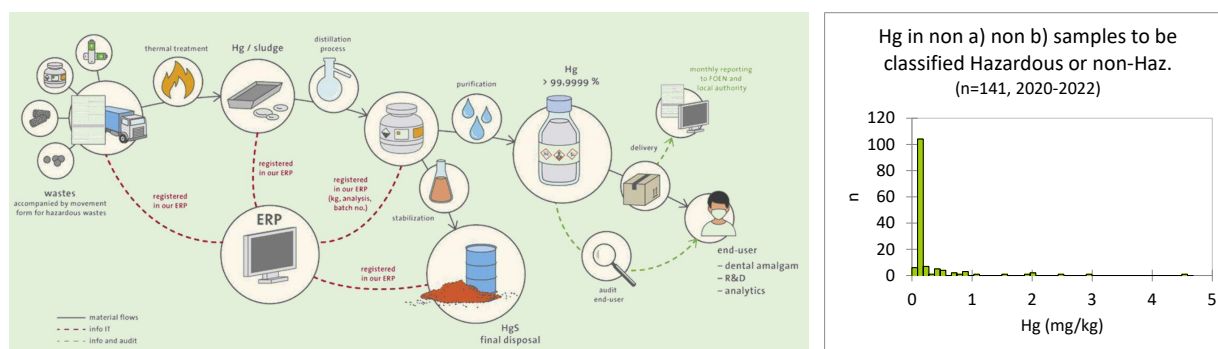 thermal treatment
Hg / sludge
distillation
process
purification
Hg
> 99.9999 %
monthly reporting
to FOEN and
local authority
delivery
wastes
accompanied by movement
form for hazardous wastes
registered
in our ERP
registered
in our ERP
registered
in our ERP
(kg, analysis,
batch no.)
stabilization
ERP
registered
in our ERP
audit
end-user
end-user
– dental amalgam
– R&D
– analytics
HgS
final disposal
material flows
info IT
info and audit
Hg in non a) non b) samples to be
classified Hazardous or non-Haz.
(n=141, 2020-2022)
120
100
80
60
40
20
0
n
0 1 2 3 4 5
Hg (mg/kg)